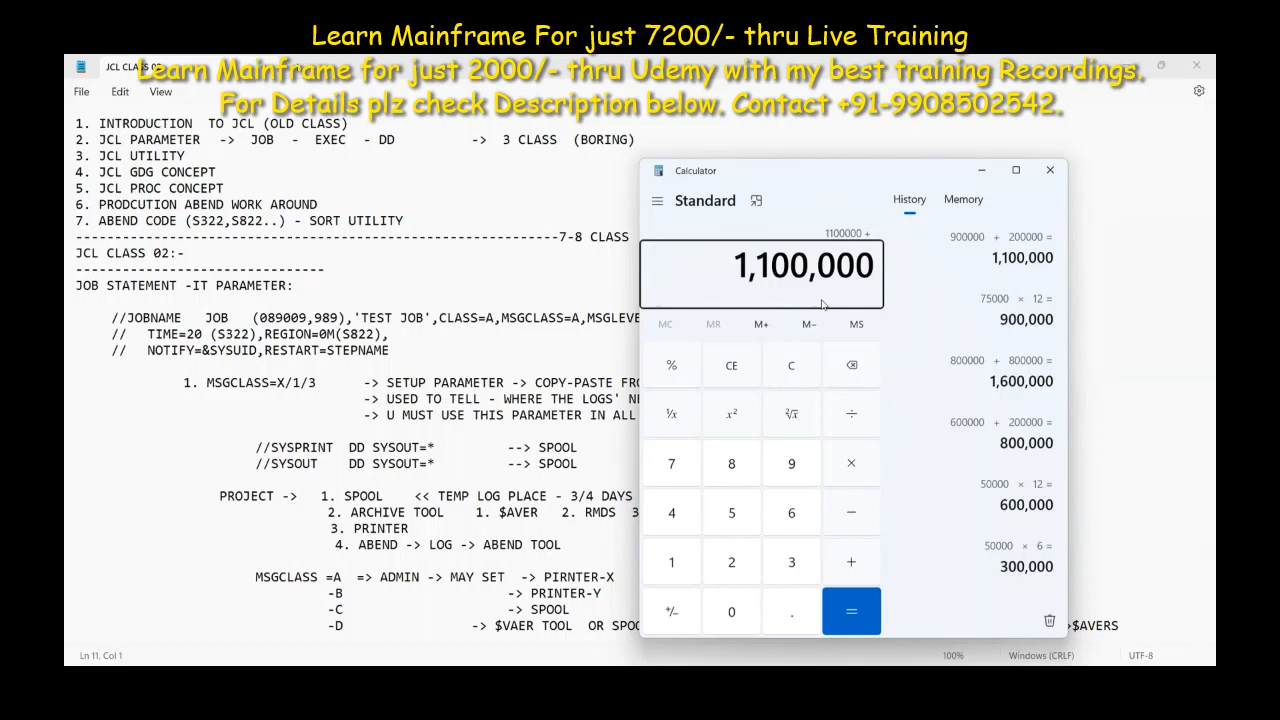 Learn Mainframe For just 7200/- thru Live Training
Learn Mainframe for just 2000/- thru Udemy with my best training Recordings.
For Details plz check Description below. Contact +91-9908502542.
JCL CLASS
File Edit View
1. INTRODUCTION TO JCL (OLD CLASS)
2. JCL PARAMETER -> JOB - EXEC - DD -> 3 CLASS (BORING)
3. JCL UTILITY
4. JCL GDG CONCEPT
5. JCL PROC CONCEPT
6. PRODCUTION ABEND WORK AROUND
7. ABEND CODE (S322,S822..) - SORT UTILITY
------------------------------------------------------------7-8 CLASS
JCL CLASS 02:-
-------------------------------
JOB STATEMENT -IT PARAMETER:
//JOBNAME JOB (089009,989),'TEST JOB',CLASS=A,MSGCLASS=A,MSGLEVE
// TIME=20 (S322),REGION=0M(S822),
// NOTIFY=&SYSUID,RESTART=STEPNAME
1. MSGCLASS=X/1/3 -> SETUP PARAMETER -> COPY-PASTE FRO
-> USED TO TELL - WHERE THE LOGS' NE
-> U MUST USE THIS PARAMETER IN ALL
//SYSPRINT DD SYSOUT=* --> SPOOL
//SYSOUT DD SYSOUT=* --> SPOOL
PROJECT -> 1. SPOOL << TEMP LOG PLACE - 3/4 DAYS
2. ARCHIVE TOOL 1. $AVER 2. RMDS 3
3. PRINTER
4. ABEND -> LOG -> ABEND TOOL
MSGCLASS =A => ADMIN -> MAY SET -> PIRNTER-X
-B -> PRINTER-Y
-C -> SPOOL
-D -> $VAER TOOL OR SPOO >$AVERS
Ln 11, Col 1 100% Windows (CRLF) UTF-8
Calculator
Standard
1100000 +
1,100,000
MC MR M+ M− MS
% CE C
¹/x x² ²√x ÷
7 8 9 ×
4 5 6 −
1 2 3 +
+/− 0 . =
History Memory
900000 + 200000 =
1,100,000
75000 × 12 =
900,000
800000 + 800000 =
1,600,000
600000 + 200000 =
800,000
50000 × 12 =
600,000
50000 × 6 =
300,000